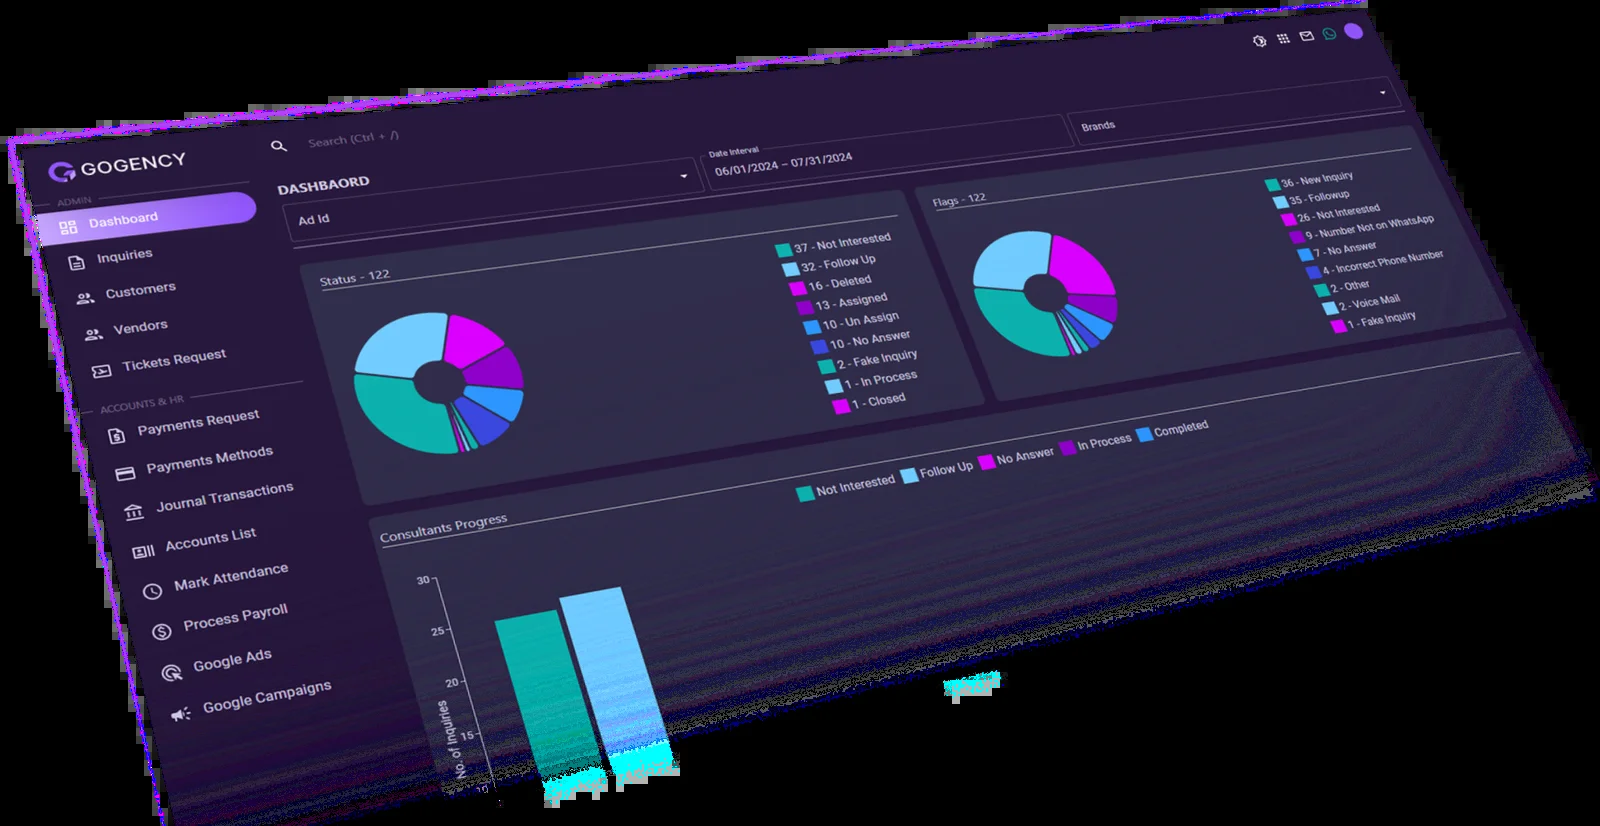 GOGENCY
Search (Ctrl + /)
ADMIN
Dashboard
Inquiries
Customers
Vendors
Tickets Request
ACCOUNTS & HR
Payments Request
Payments Methods
Journal Transactions
Accounts List
Mark Attendance
Process Payroll
Google Ads
Google Campaigns
DASHBAORD
Ad Id
Date Interval
06/01/2024 – 07/31/2024
Brands
Status - 122
37 - Not Interested
32 - Follow Up
16 - Deleted
13 - Assigned
10 - Un Assign
10 - No Answer
2 - Fake Inquiry
1 - In Process
1 - Closed
Flags - 122
36 - New Inquiry
35 - Followup
26 - Not Interested
9 - Number Not on WhatsApp
7 - No Answer
4 - Incorrect Phone Number
2 - Other
2 - Voice Mail
1 - Fake Inquiry
Consultants Progress
Not Interested Follow Up No Answer In Process Completed
30
25
20
15
10
No. of Inquiries